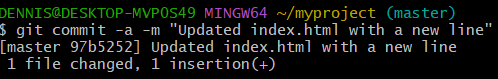 DENNIS@DESKTOP-MVPOS49 MINGW64 ~/myproject (master)
$ git commit -a -m "Updated index.html with a new line"
[master 97b5252] Updated index.html with a new line
 1 file changed, 1 insertion(+)